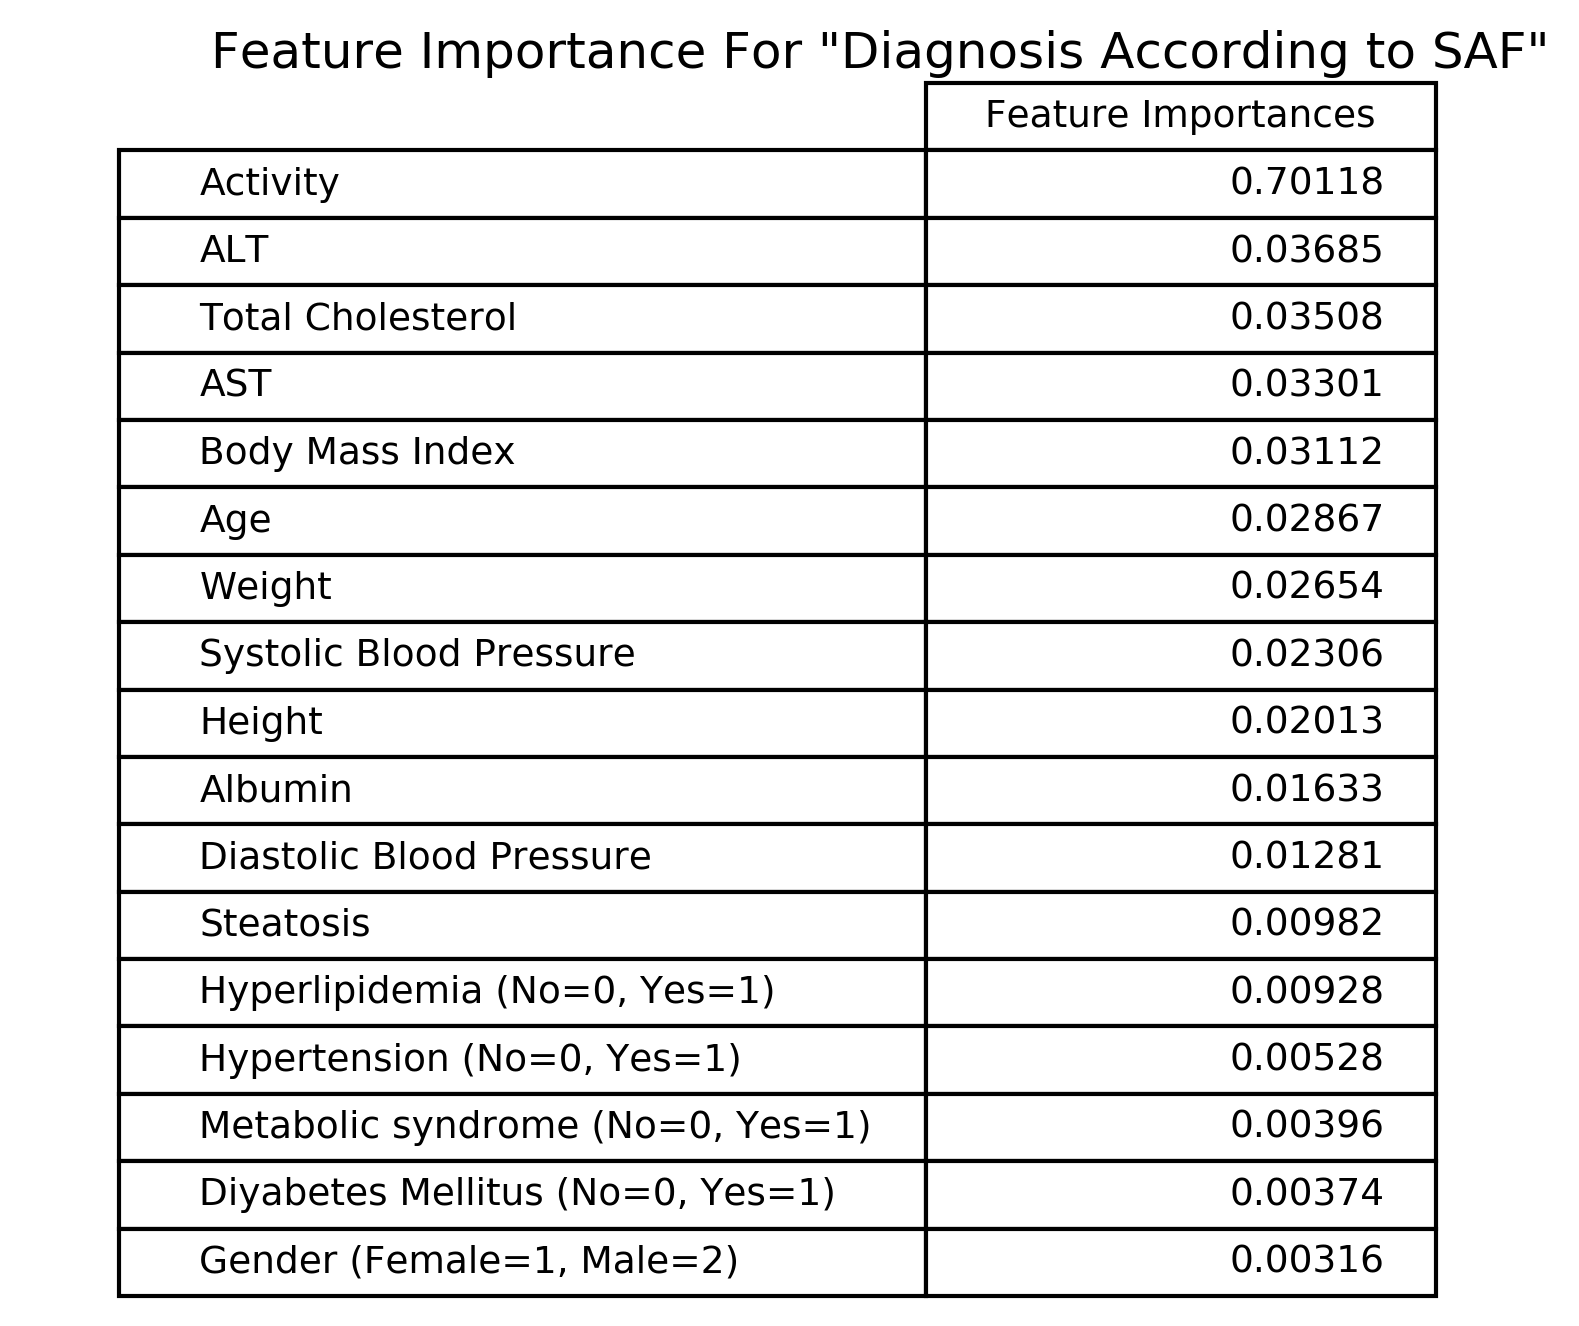 Feature Importance For "Diagnosis According to SAF"
Feature Importances
Activity 0.70118
ALT 0.03685
Total Cholesterol 0.03508
AST 0.03301
Body Mass Index 0.03112
Age 0.02867
Weight 0.02654
Systolic Blood Pressure 0.02306
Height 0.02013
Albumin 0.01633
Diastolic Blood Pressure 0.01281
Steatosis 0.00982
Hyperlipidemia (No=0, Yes=1) 0.00928
Hypertension (No=0, Yes=1) 0.00528
Metabolic syndrome (No=0, Yes=1) 0.00396
Diyabetes Mellitus (No=0, Yes=1) 0.00374
Gender (Female=1, Male=2) 0.00316